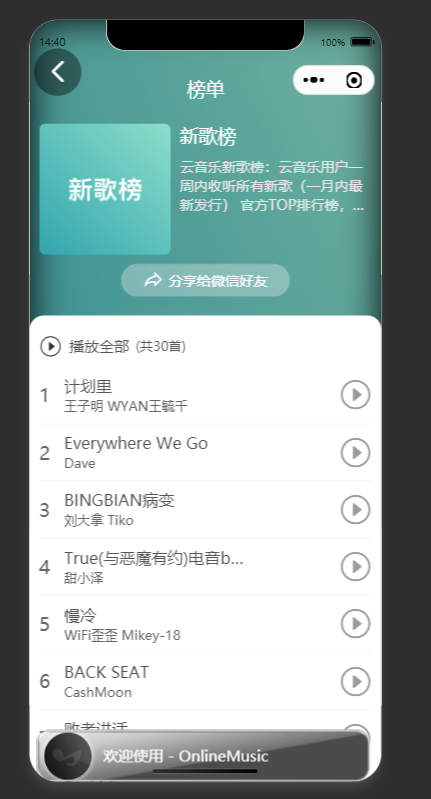 14:40
100%
榜单
新歌榜
新歌榜
云音乐新歌榜：云音乐用户一
周内收听所有新歌（一月内最
新发行） 官方TOP排行榜，...
分享给微信好友
播放全部 (共30首)
1 计划里
王子明 WYAN王毓千
2 Everywhere We Go
Dave
3 BINGBIAN病变
刘大拿 Tiko
4 True(与恶魔有约)电音b...
甜小泽
5 慢冷
WiFi歪歪 Mikey-18
6 BACK SEAT
CashMoon
欢迎使用 - OnlineMusic